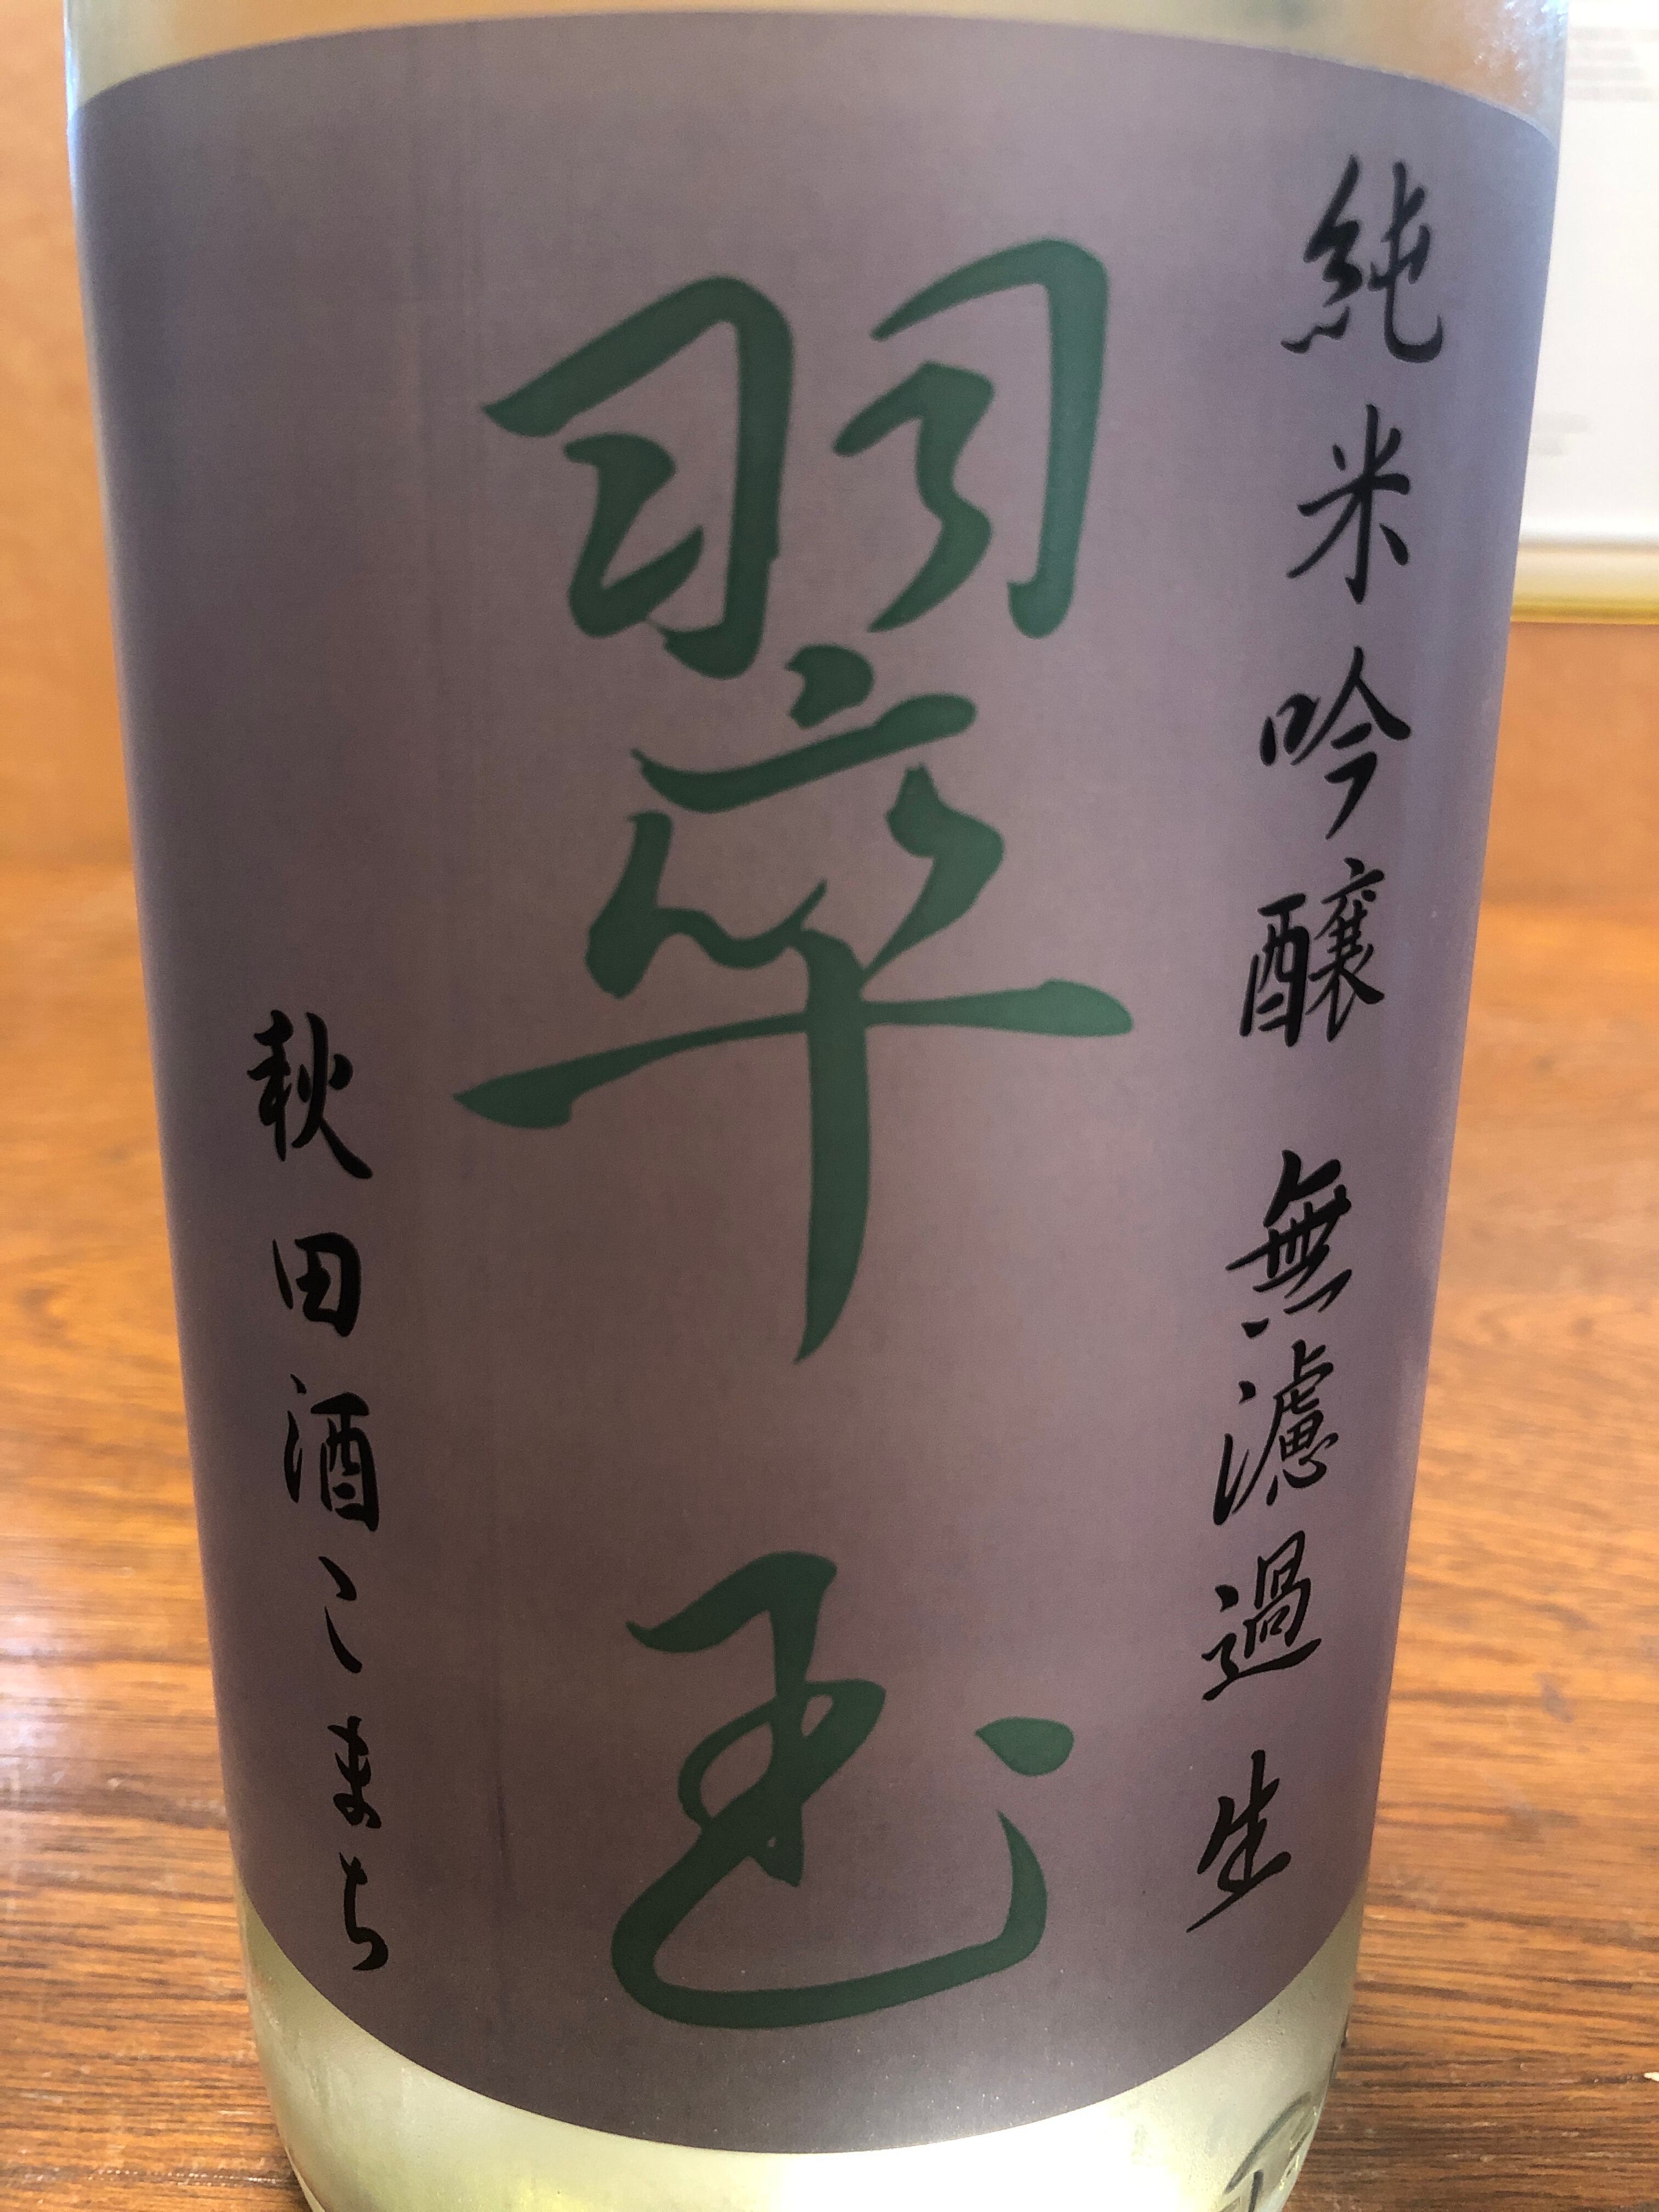 純米吟醸 無濾過 生
翠玉
秋田酒こまち